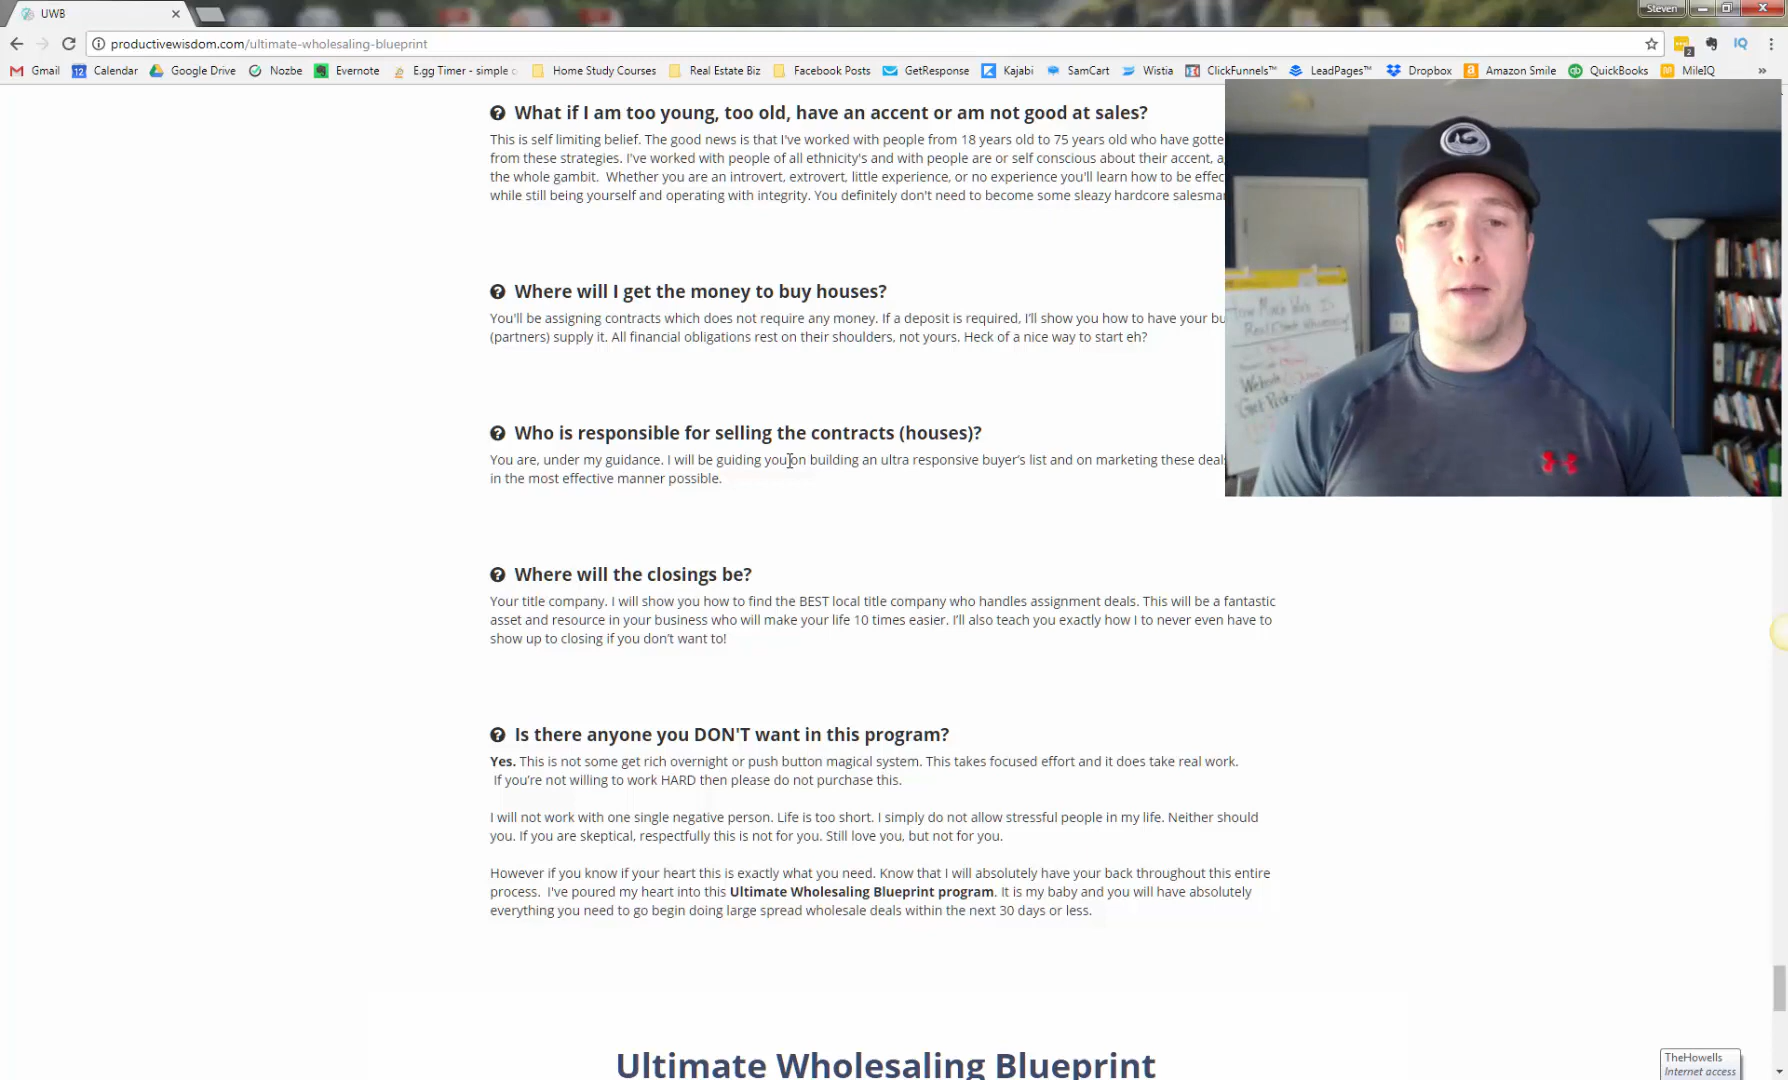 UWB
Steven
productivewisdom.com/ultimate-wholesaling-blueprint
2
IQ
Gmail
12 Calendar
Google Drive
Nozbe
Evernote
E.gg Timer - simple c
Home Study Courses
Real Estate Biz
Facebook Posts
GetResponse
Kajabi
SamCart
Wistia
ClickFunnels™
LeadPages™
Dropbox
Amazon Smile
QuickBooks
MileIQ
What if I am too young, too old, have an accent or am not good at sales?
This is self limiting belief. The good news is that I've worked with people from 18 years old to 75 years old who have gotte
from these strategies. I've worked with people of all ethnicity's and with people are or self conscious about their accent, a
the whole gambit. Whether you are an introvert, extrovert, little experience, or no experience you'll learn how to be effec
while still being yourself and operating with integrity. You definitely don't need to become some sleazy hardcore salesma
Where will I get the money to buy houses?
You'll be assigning contracts which does not require any money. If a deposit is required, I'll show you how to have your bu
(partners) supply it. All financial obligations rest on their shoulders, not yours. Heck of a nice way to start eh?
Real Estate
Website
Who is responsible for selling the contracts (houses)?
You are, under my guidance. I will be guiding you on building an ultra responsive buyer's list and on marketing these deals
in the most effective manner possible.
Where will the closings be?
Your title company. I will show you how to find the BEST local title company who handles assignment deals. This will be a fantastic
asset and resource in your business who will make your life 10 times easier. I'll also teach you exactly how I to never even have to
show up to closing if you don't want to!
Is there anyone you DON'T want in this program?
Yes. This is not some get rich overnight or push button magical system. This takes focused effort and it does take real work.
If you're not willing to work HARD then please do not purchase this.
I will not work with one single negative person. Life is too short. I simply do not allow stressful people in my life. Neither should
you. If you are skeptical, respectfully this is not for you. Still love you, but not for you.
However if you know if your heart this is exactly what you need. Know that I will absolutely have your back throughout this entire
process. I've poured my heart into this Ultimate Wholesaling Blueprint program. It is my baby and you will have absolutely
everything you need to go begin doing large spread wholesale deals within the next 30 days or less.
Ultimate Wholesaling Blueprint
TheHowells
Internet access